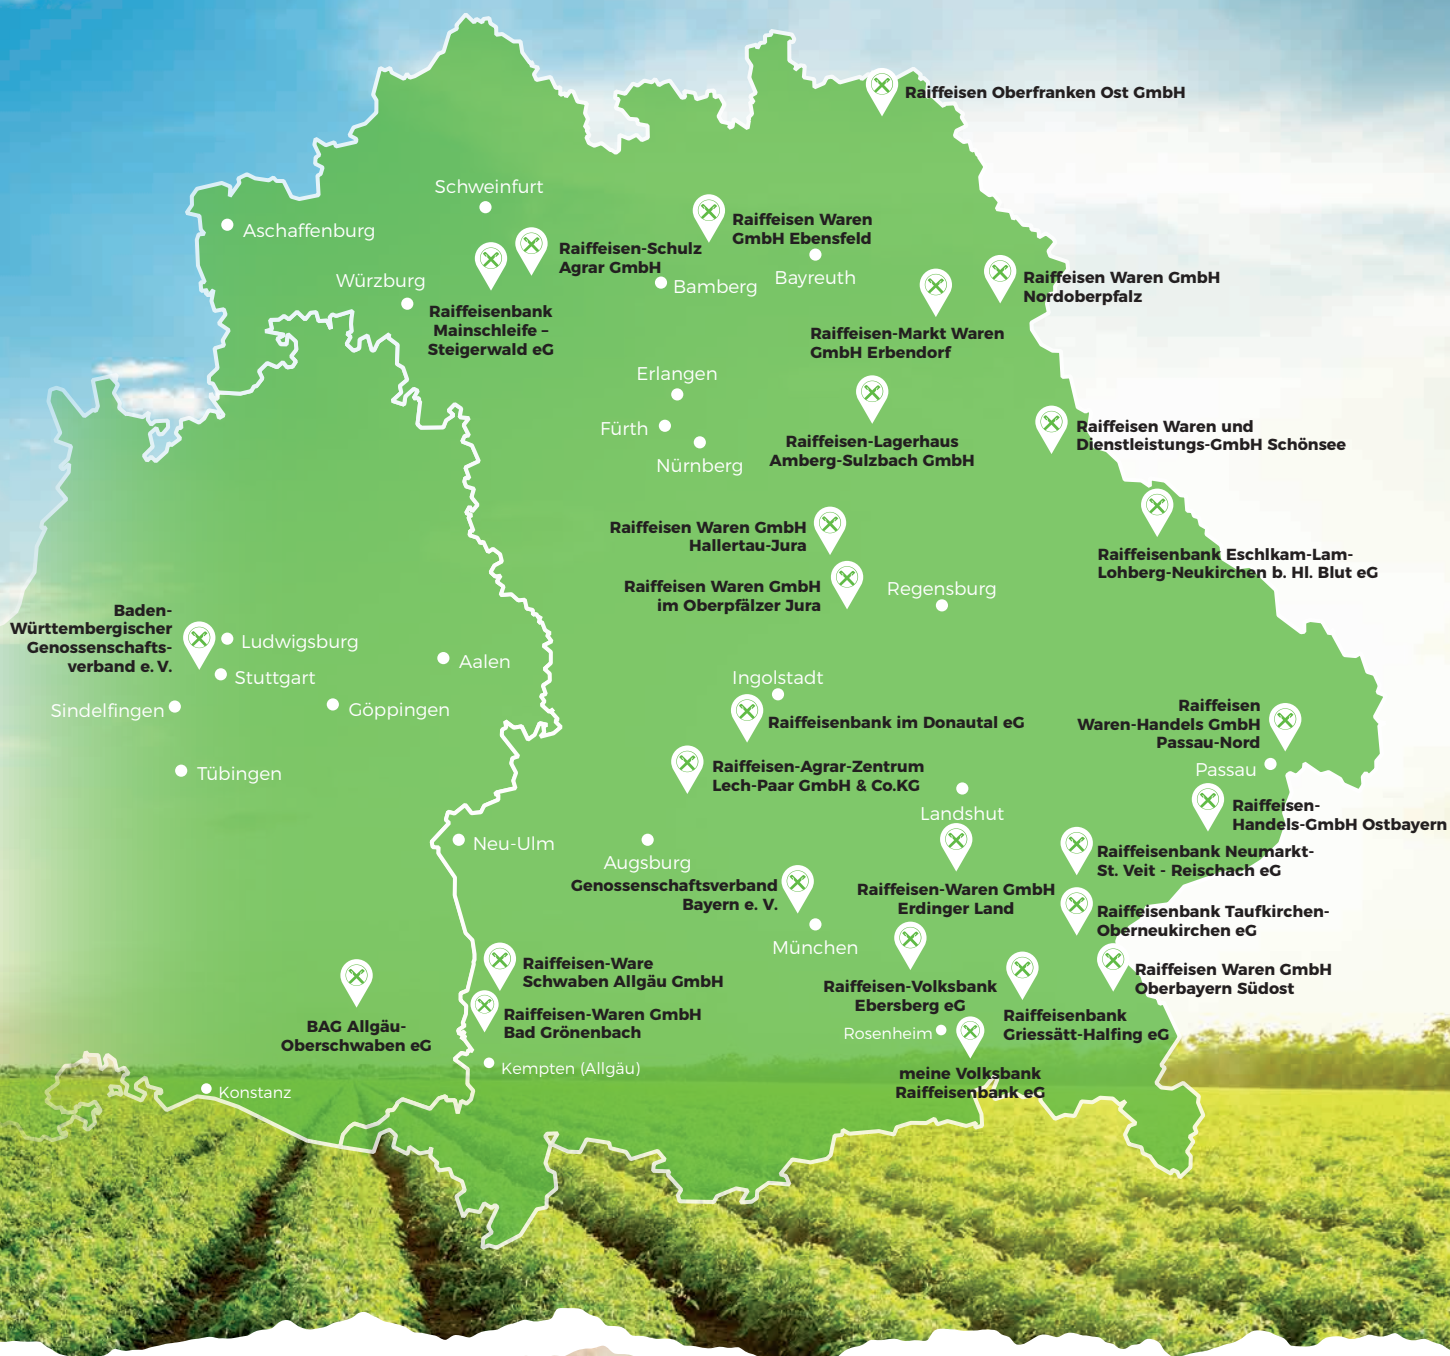 Raiffeisen Oberfranken Ost GmbH
Schweinfurt
Aschaffenburg
Raiffeisen Waren
GmbH Ebensfeld
Raiffeisen-Schulz
Agrar GmbH
Würzburg
Bamberg
Bayreuth
Raiffeisen Waren GmbH
Nordoberpfalz
Raiffeisenbank
Mainschleife –
Steigerwald eG
Raiffeisen-Markt Waren
GmbH Erbendorf
Erlangen
Fürth
Nürnberg
Raiffeisen-Lagerhaus
Amberg-Sulzbach GmbH
Raiffeisen Waren und
Dienstleistungs-GmbH Schönsee
Raiffeisen Waren GmbH
Hallertau-Jura
Raiffeisenbank Eschlkam-Lam-
Lohberg-Neukirchen b. Hl. Blut eG
Raiffeisen Waren GmbH
im Oberpfälzer Jura
Regensburg
Baden-
Württembergischer
Genossenschafts-
verband e. V.
Ludwigsburg
Stuttgart
Aalen
Sindelfingen
Göppingen
Tübingen
Ingolstadt
Raiffeisenbank im Donautal eG
Raiffeisen
Waren-Handels GmbH
Passau-Nord
Passau
Raiffeisen-Agrar-Zentrum
Lech-Paar GmbH & Co.KG
Landshut
Raiffeisen-
Handels-GmbH Ostbayern
Neu-Ulm
Augsburg
Raiffeisenbank Neumarkt-
St. Veit - Reischach eG
Genossenschaftsverband
Bayern e. V.
Raiffeisen-Waren GmbH
Erdinger Land
Raiffeisenbank Taufkirchen-
Oberneukirchen eG
München
Raiffeisen-Ware
Schwaben Allgäu GmbH
Raiffeisen-Volksbank
Ebersberg eG
Raiffeisen Waren GmbH
Oberbayern Südost
BAG Allgäu-
Oberschwaben eG
Raiffeisen-Waren GmbH
Bad Grönenbach
Rosenheim
Raiffeisenbank
Griessätt-Halfing eG
Kempten (Allgäu)
meine Volksbank
Raiffeisenbank eG
Konstanz